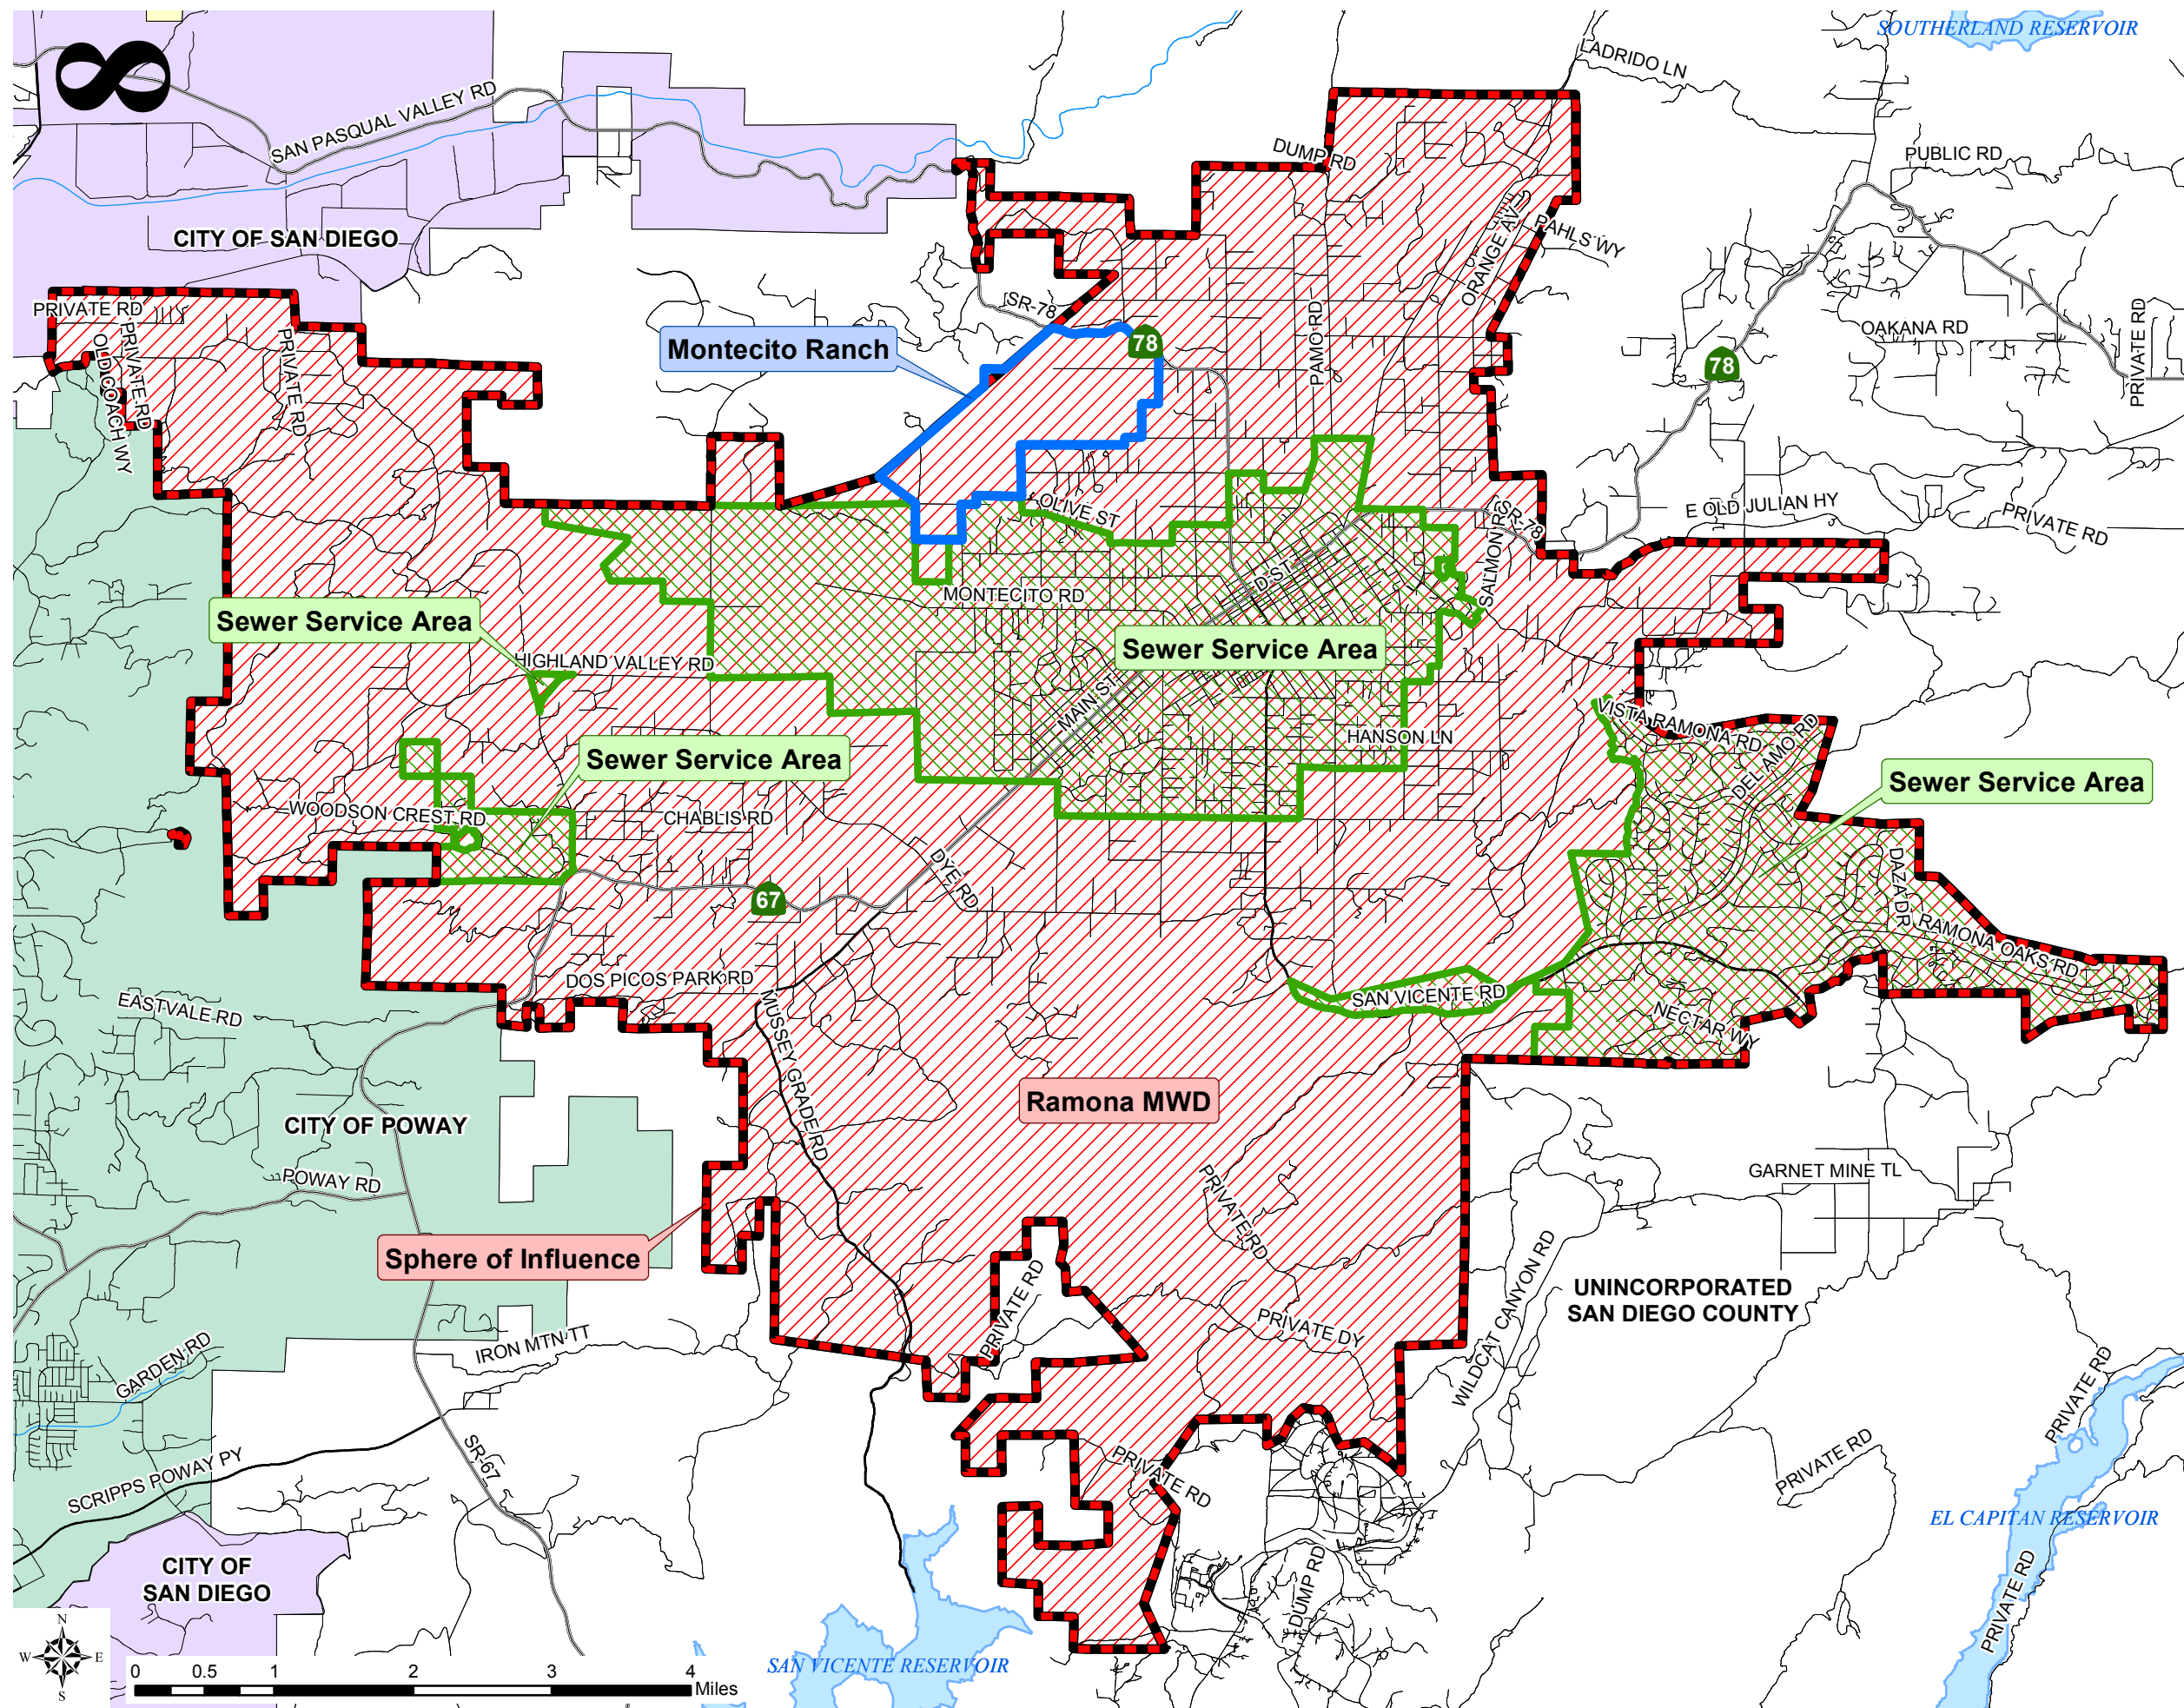 8
SOUTHERLAND RESERVOIR
LADRIDO LN
SAN PASQUAL VALLEY RD
DUMP RD
PUBLIC RD
CITY OF SAN DIEGO
ORANGE AV
PAHLS WY
PRIVATE RD
OLD COACH WY
PRIVATE RD
PRIVATE RD
SR-78
78
PAMO RD
Montecito Ranch
78
OAKANA RD
PRIVATE RD
OLIVE ST
SR-78
E OLD JULIAN HY
PRIVATE RD
SALMON R
D ST
MONTECITO RD
Sewer Service Area
Sewer Service Area
HIGHLAND VALLEY RD
MAIN ST
HANSON LN
VISTA RAMONA RD
DEL AMO RD
Sewer Service Area
Sewer Service Area
WOODSON CREST RD
CHABLIS RD
DYE RD
67
DAZA DR
RAMONA OAKS RD
DOS PICOS PARK RD
SAN VICENTE RD
NECTAR WY
EASTVALE RD
MUSSEY GRADE RD
Ramona MWD
CITY OF POWAY
POWAY RD
GARNET MINE TL
PRIVATE RD
Sphere of Influence
PRIVATE RD
WILDCAT CANYON RD
UNINCORPORATED
SAN DIEGO COUNTY
PRIVATE DY
IRON MTN TT
GARDEN RD
PRIVATE RD
SCRIPPS POWAY PY
SR-67
PRIVATE RD
PRIVATE RD
EL CAPITAN RESERVOIR
CITY OF
SAN DIEGO
DUMP RD
PRIVATE RD
N
W E
S
0 0.5 1 2 3 4
Miles
SAN VICENTE RESERVOIR